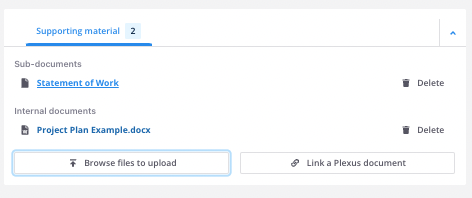 Supporting material 2
Sub-documents
Statement of Work Delete
Internal documents
Project Plan Example.docx Delete
Browse files to upload Link a Plexus document